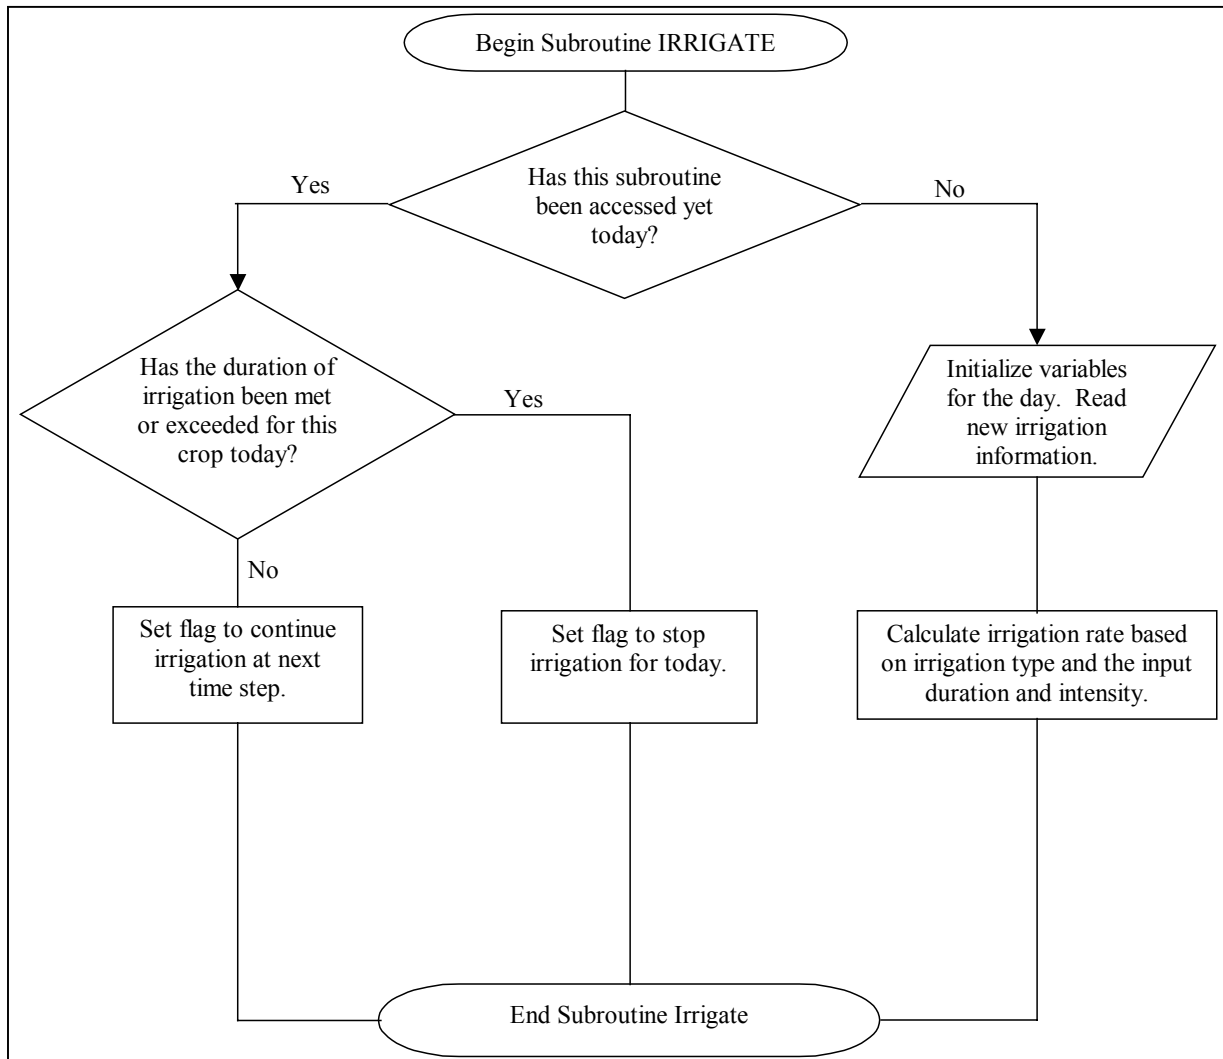 Begin Subroutine IRRIGATE
Has this subroutine
been accessed yet
today?
Yes
No
Has the duration of
irrigation been met
or exceeded for this
crop today?
Yes
No
Initialize variables
for the day.  Read
new irrigation
information.
Set flag to continue
irrigation at next
time step.
Set flag to stop
irrigation for today.
Calculate irrigation rate based
on irrigation type and the input
duration and intensity.
End Subroutine Irrigate